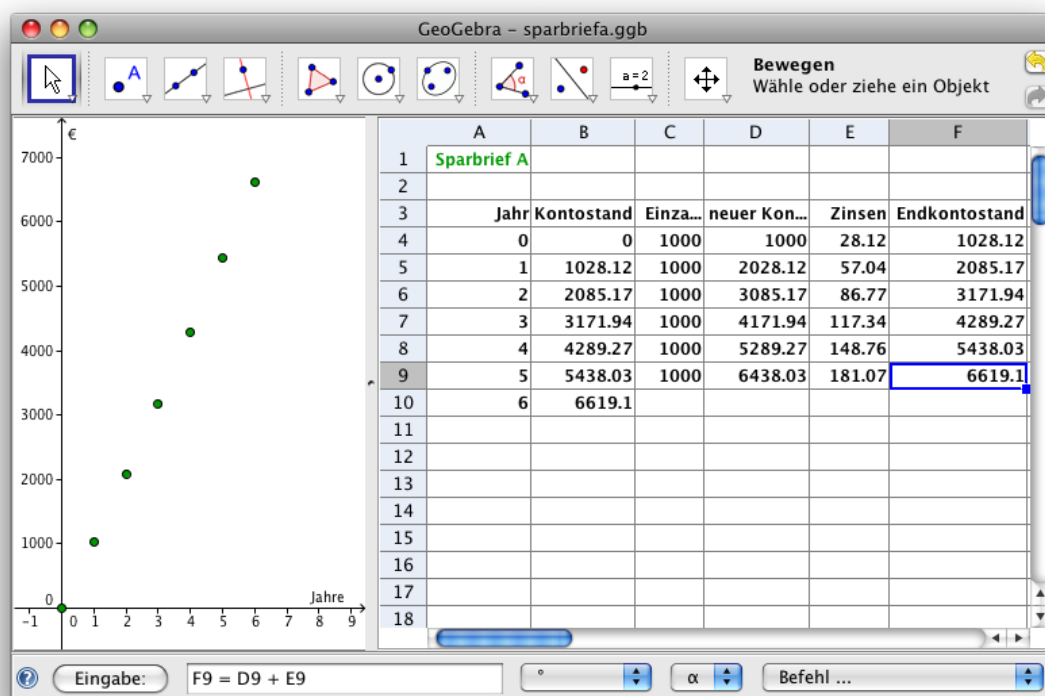 GeoGebra – sparbriefa.ggb
A
α
a = 2
Bewegen
Wähle oder ziehe ein Objekt
€
7000
6000
5000
4000
3000
2000
1000
0
Jahre
-1 0 1 2 3 4 5 6 7 8 9
A B C D E F
1 Sparbrief A
2
3 Jahr Kontostand Einza... neuer Kon... Zinsen Endkontostand
4 0 0 1000 1000 28.12 1028.12
5 1 1028.12 1000 2028.12 57.04 2085.17
6 2 2085.17 1000 3085.17 86.77 3171.94
7 3 3171.94 1000 4171.94 117.34 4289.27
8 4 4289.27 1000 5289.27 148.76 5438.03
9 5 5438.03 1000 6438.03 181.07 6619.1
10 6 6619.1
11
12
13
14
15
16
17
18
? Eingabe: F9 = D9 + E9 ° α Befehl ...